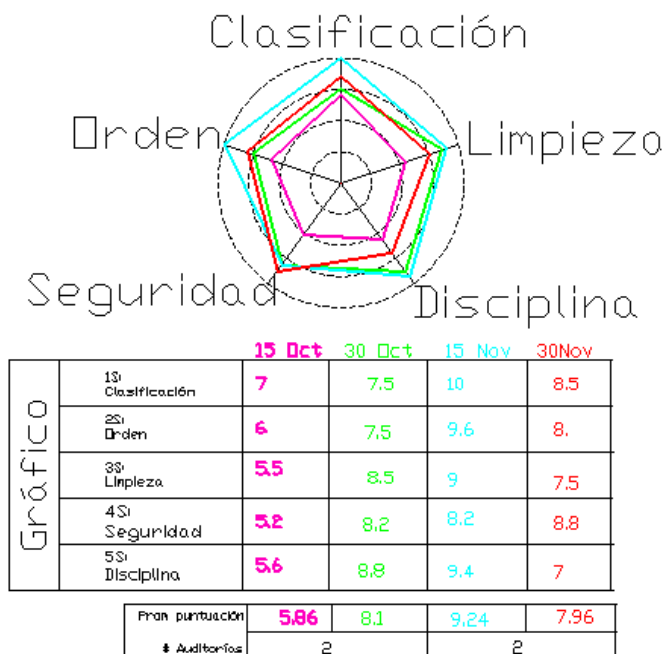 Clasificación
Orden
Limpieza
Seguridad
Disciplina
15 Oct 30 Oct 15 Nov 30Nov
Gráfico
1S:
Clasificación 7 7.5 10 8.5
2S:
Orden 6 7.5 9.6 8.
3S:
Limpieza 5.5 8.5 9 7.5
4S:
Seguridad 5.2 8.2 8.2 8.8
5S:
Disciplina 5.6 8.8 9.4 7
Prom puntuación 5.86 8.1 9.24 7.96
# Auditorías 2 2